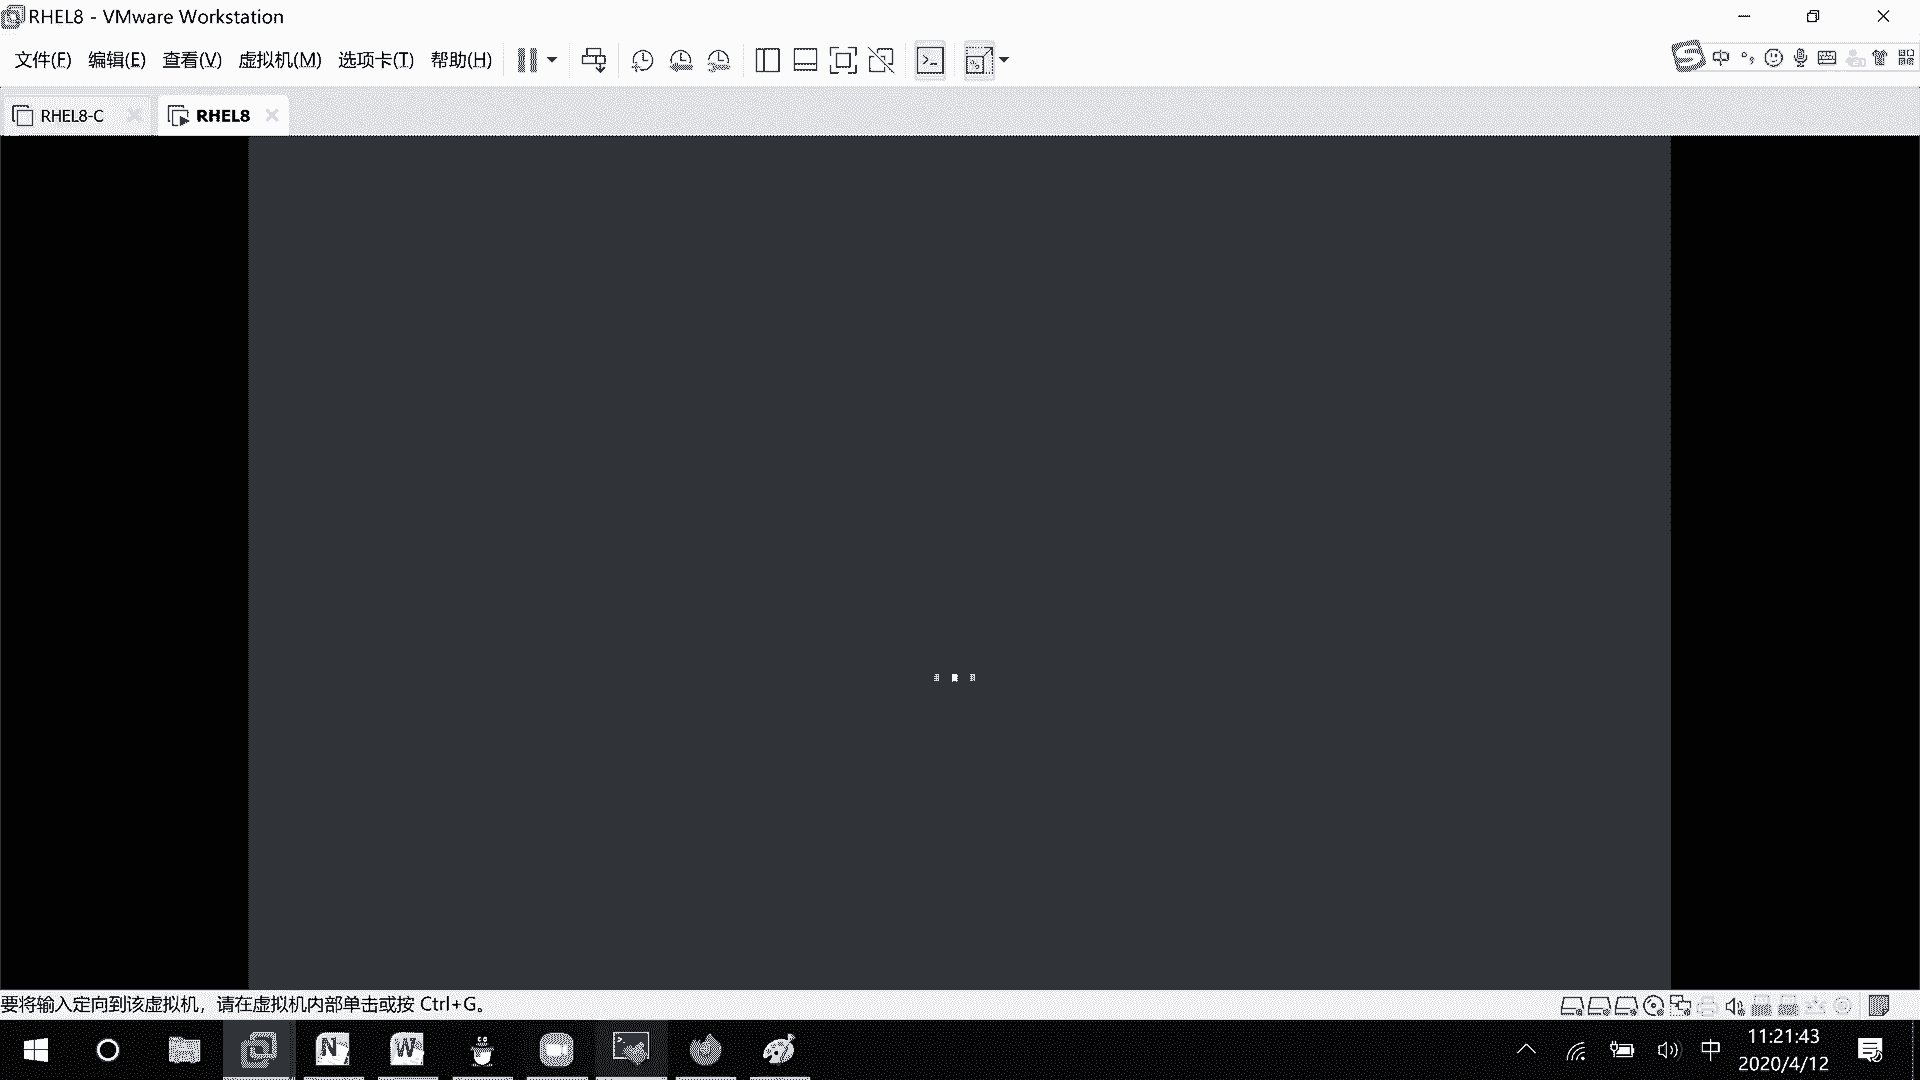 RHEL8 - VMware Workstation
文件(F) 编辑(E) 查看(V) 虚拟机(M) 选项卡(T) 帮助(H)
中
RHEL8-C
RHEL8
要将输入定向到该虚拟机，请在虚拟机内部单击或按 Ctrl+G。
N W
中
11:21:43
2020/4/12